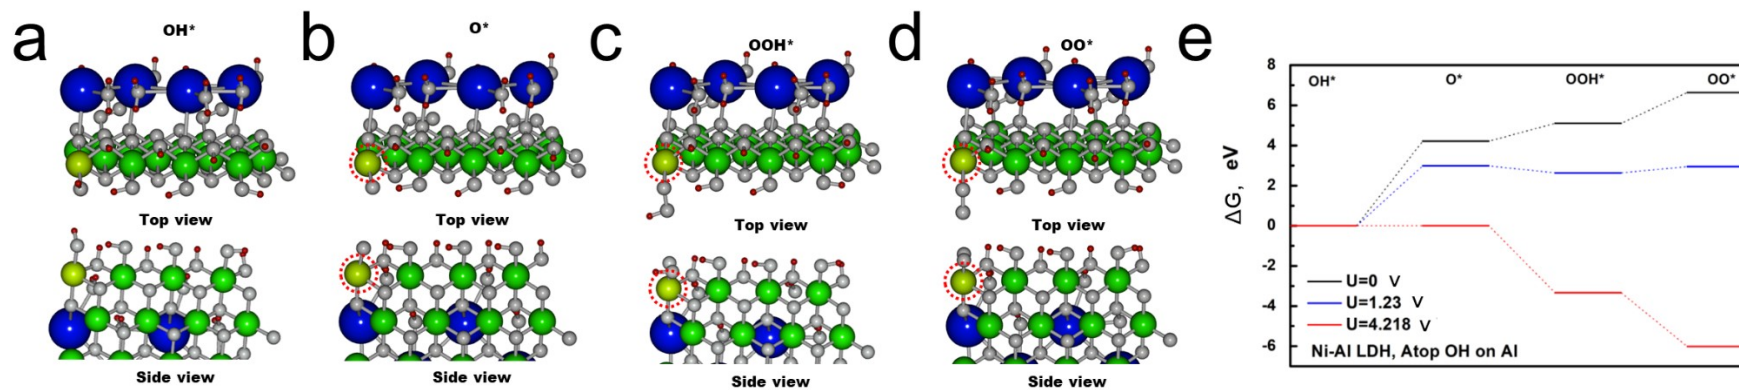 a
OH*
Top view
Side view
b
O*
Top view
Side view
c
OOH*
Top view
Side view
d
OO*
Top view
Side view
e
8
6
4
2
0
-2
-4
-6
ΔG, eV
OH*
O*
OOH*
OO*
U=0 V
U=1.23 V
U=4.218 V
Ni-Al LDH, Atop OH on Al